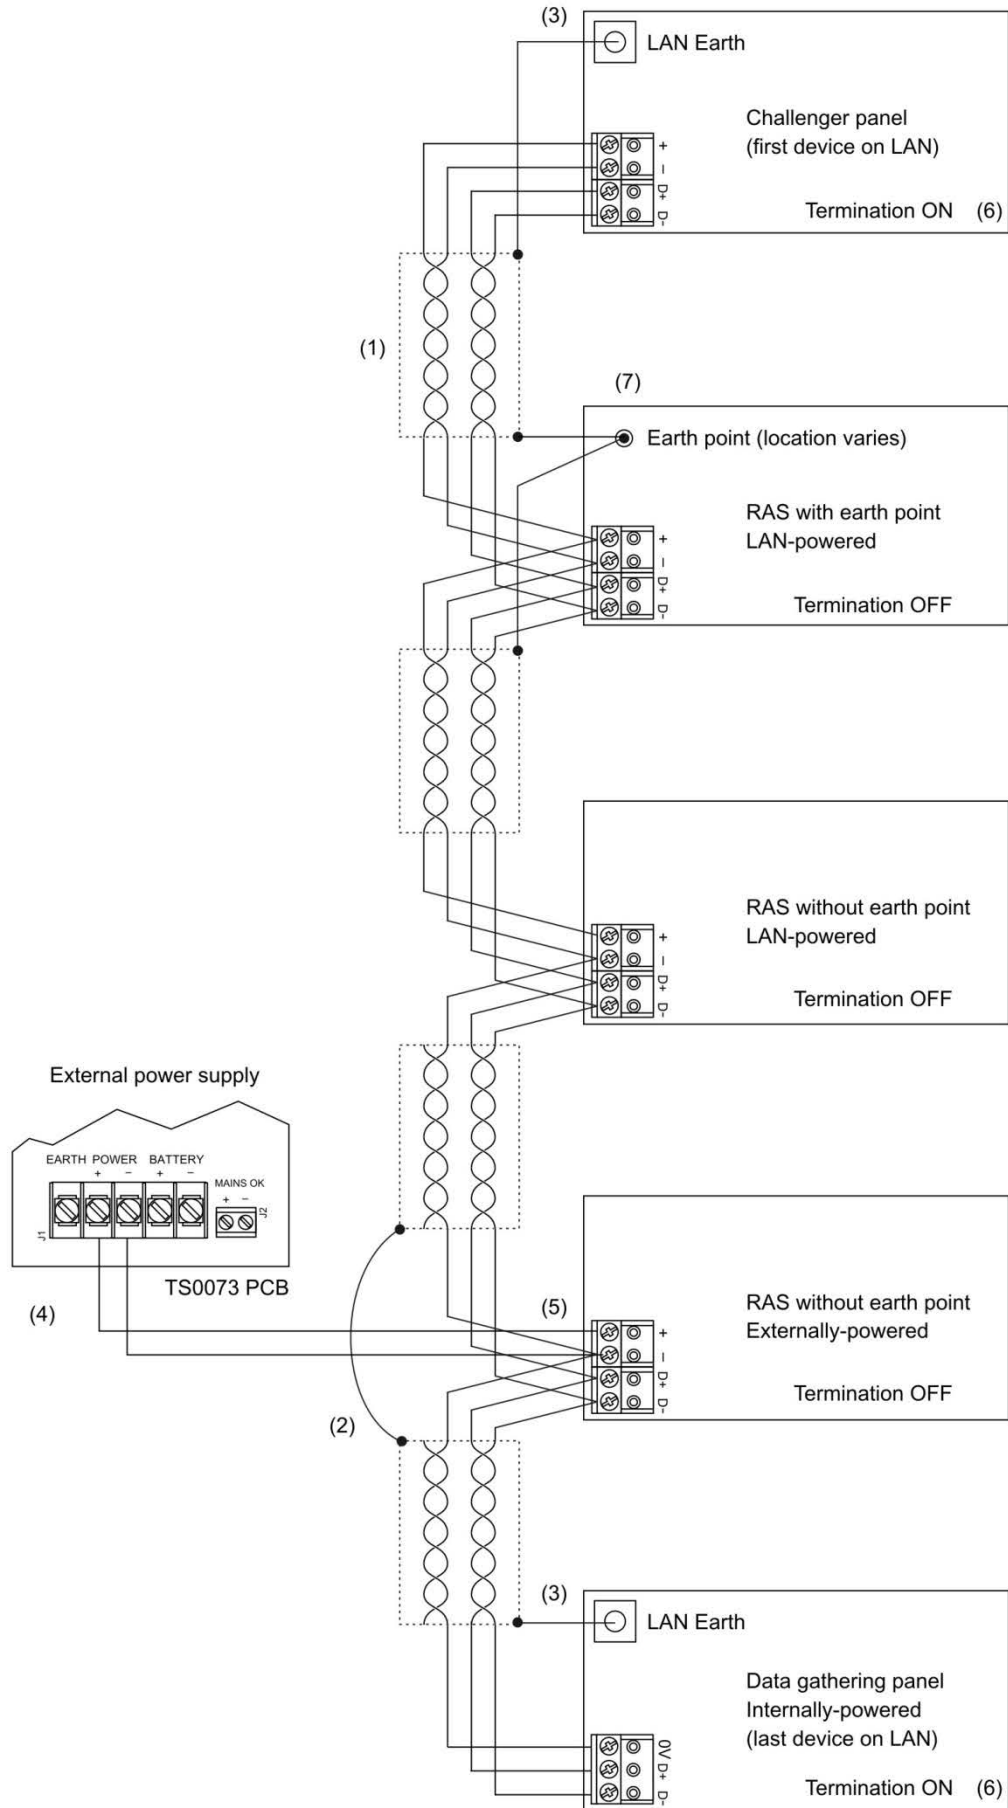 (3)
LAN Earth
Challenger panel
(first device on LAN)
+
–
D+
D-
Termination ON (6)
(1)
(7)
Earth point (location varies)
RAS with earth point
LAN-powered
+
–
D+
D-
Termination OFF
RAS without earth point
LAN-powered
+
–
D+
D-
Termination OFF
External power supply
EARTH POWER BATTERY
+ – + –
MAINS OK
+ –
J1
J2
TS0073 PCB
(4)
(5)
RAS without earth point
Externally-powered
+
–
D+
D-
Termination OFF
(2)
(3)
LAN Earth
Data gathering panel
Internally-powered
(last device on LAN)
0V
D+
D-
Termination ON (6)